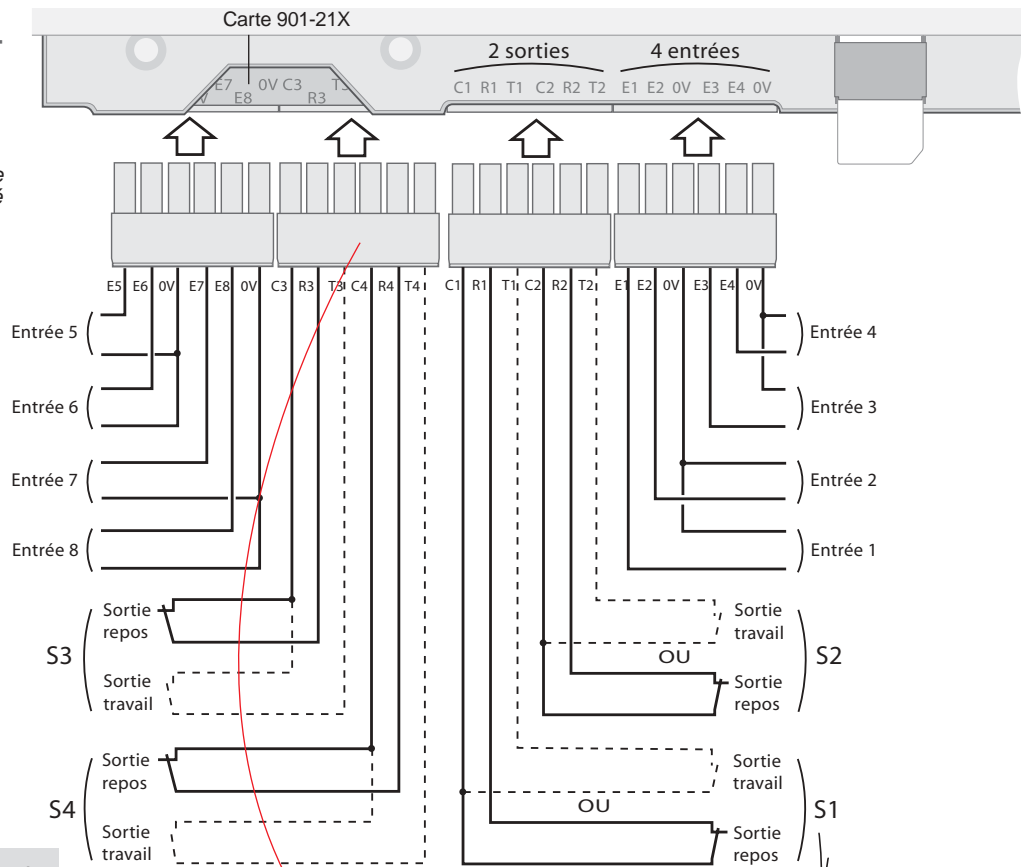 Carte 901-21X
2 sorties
4 entrées
E7 0V C3
E8 R3
C1 R1 T1 C2 R2 T2 E1 E2 0V E3 E4 0V
E5 E6 0V E7 E8 0V C3 R3 T3 C4 R4 T4 C1 R1 T1 C2 R2 T2 E1 E2 0V E3 E4 0V
Entrée 5
Entrée 4
Entrée 6
Entrée 3
Entrée 7
Entrée 2
Entrée 8
Entrée 1
Sortie
repos
S3
Sortie
travail
Sortie
travail
OU
S2
Sortie
repos
Sortie
repos
S4
Sortie
travail
Sortie
travail
OU
S1
Sortie
repos